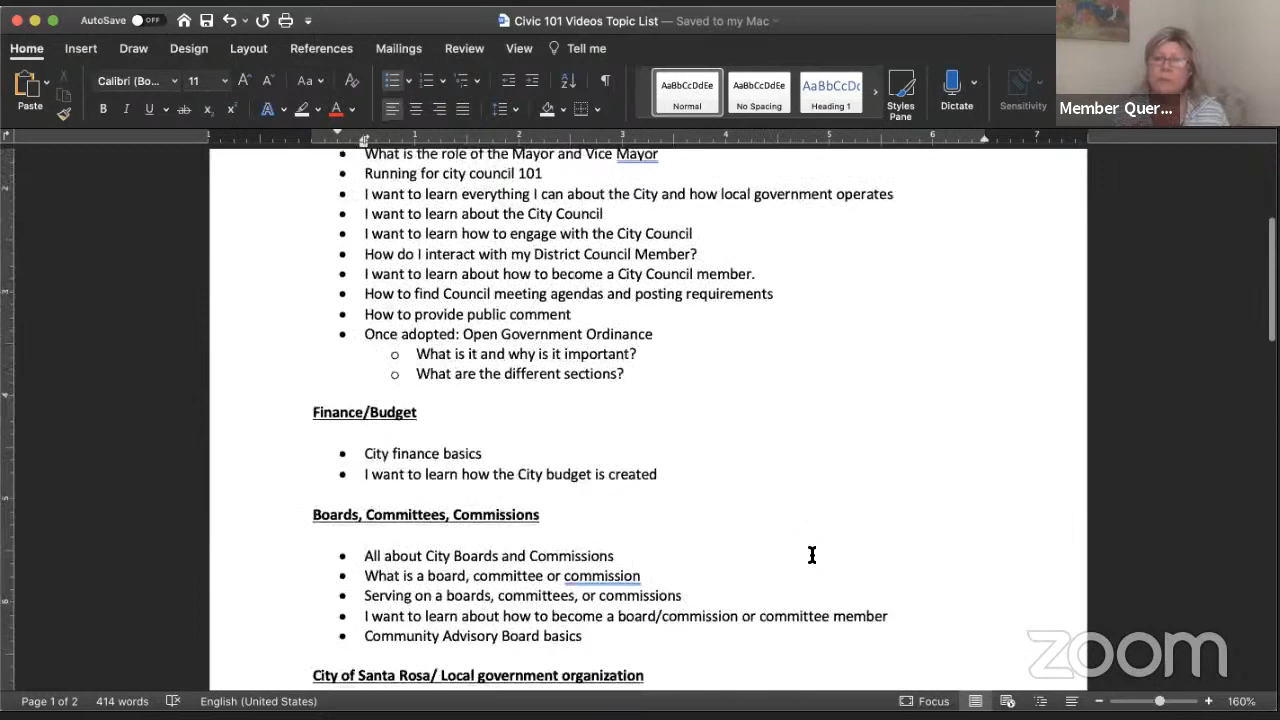 AutoSave OFF
Civic 101 Videos Topic List — Saved to my Mac
Home Insert Draw Design Layout References Mailings Review View Tell me
Paste
Calibri (Bo... 11
AaBbCcDdEe
Normal
AaBbCcDdEe
No Spacing
AaBbCcDc
Heading 1
Styles Pane
Dictate
Sensitivity
Member Quer...
1 1 2 3 4 5 6 7
What is the role of the Mayor and Vice Mayor
Running for city council 101
I want to learn everything I can about the City and how local government operates
I want to learn about the City Council
I want to learn how to engage with the City Council
How do I interact with my District Council Member?
I want to learn about how to become a City Council member.
How to find Council meeting agendas and posting requirements
How to provide public comment
Once adopted: Open Government Ordinance
What is it and why is it important?
What are the different sections?
Finance/Budget
City finance basics
I want to learn how the City budget is created
Boards, Committees, Commissions
All about City Boards and Commissions
What is a board, committee or commission
Serving on a boards, committees, or commissions
I want to learn about how to become a board/commission or committee member
Community Advisory Board basics
City of Santa Rosa/ Local government organization
zoom
Page 1 of 2 414 words English (United States) Focus 160%